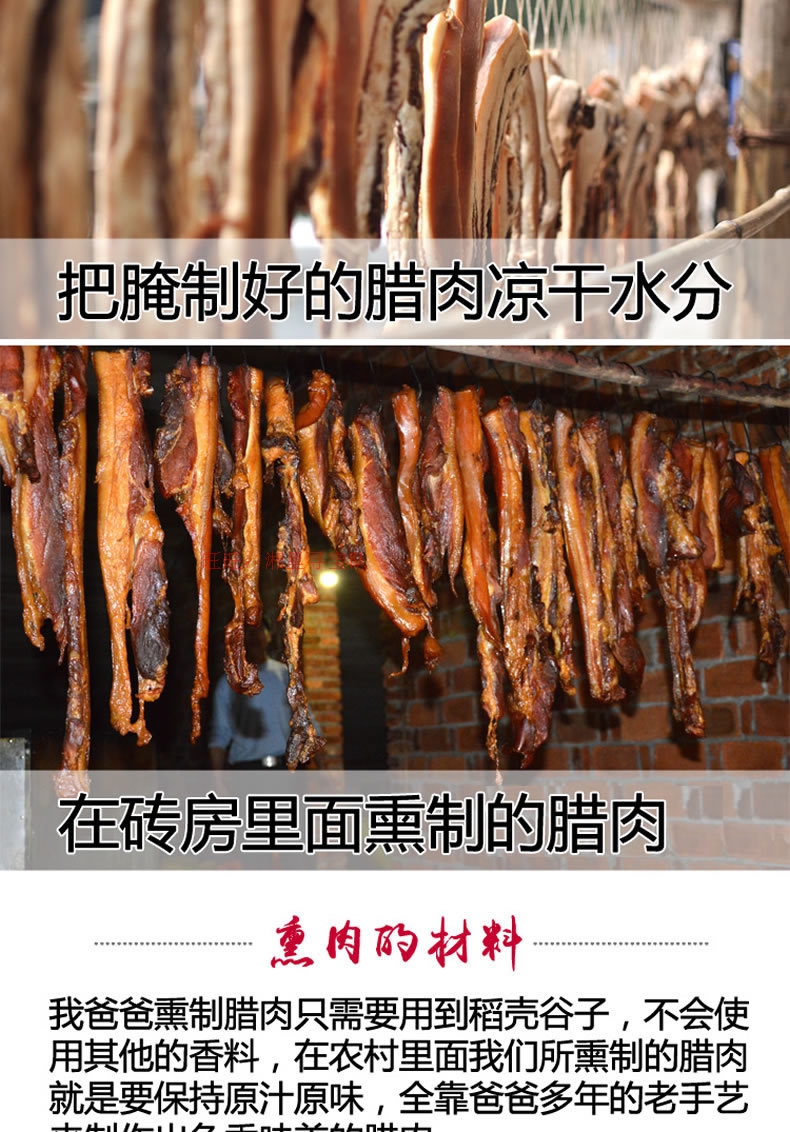 把腌制好的腊肉凉干水分
在砖房里面熏制的腊肉
熏肉的材料
我爸爸熏制腊肉只需要用到稻壳谷子，不会使
用其他的香料，在农村里面我们所熏制的腊肉
就是要保持原汁原味，全靠爸爸多年的老手艺